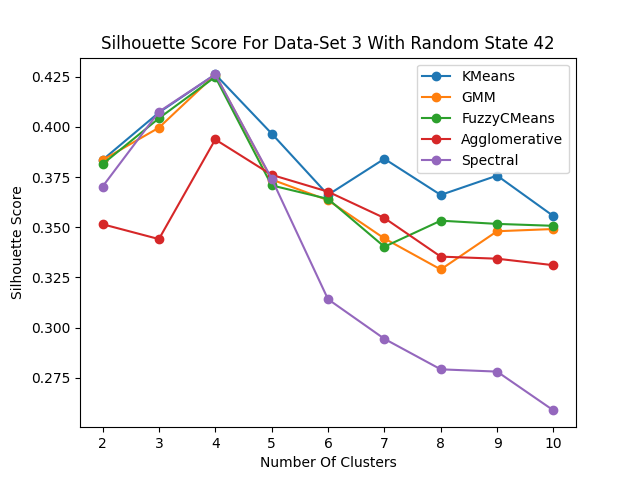 Silhouette Score For Data-Set 3 With Random State 42
Silhouette Score
0.425
0.400
0.375
0.350
0.325
0.300
0.275
KMeans
GMM
FuzzyCMeans
Agglomerative
Spectral
2 3 4 5 6 7 8 9 10
Number Of Clusters